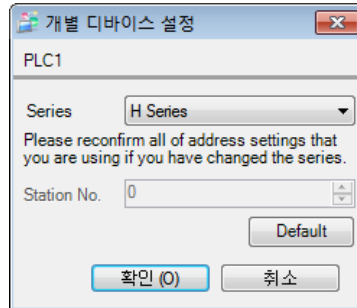 개별 디바이스 설정
PLC1
Series H Series
Please reconfirm all of address settings that
you are using if you have changed the series.
Station No. 0
Default
확인 (O) 취소